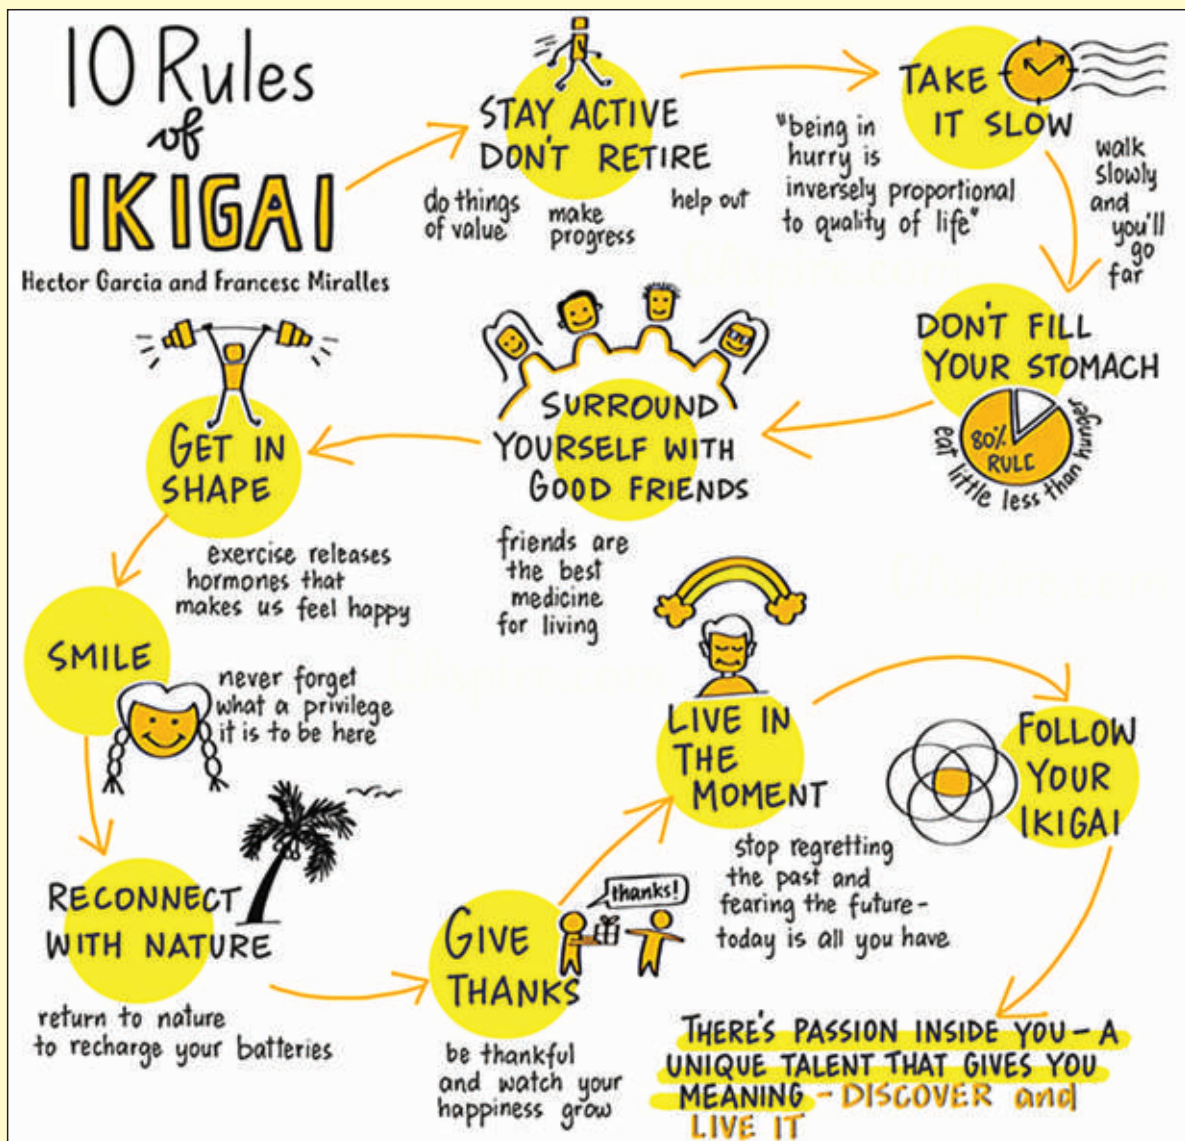 10 Rules
of
IKIGAI
Hector Garcia and Francesc Miralles
STAY ACTIVE
DON'T RETIRE
do things
of value
make
progress
help out
TAKE
IT SLOW
"being in
hurry is
inversely proportional
to quality of life"
walk
slowly
and
you'll
go
far
DON'T FILL
YOUR STOMACH
80%
RULE
eat little less than hunger
SURROUND
YOURSELF WITH
GOOD FRIENDS
friends are
the best
medicine
for living
GET IN
SHAPE
exercise releases
hormones that
makes us feel happy
SMILE
never forget
what a privilege
it is to be here
RECONNECT
WITH NATURE
return to nature
to recharge your batteries
GIVE
THANKS
thanks!
be thankful
and watch your
happiness grow
LIVE IN
THE
MOMENT
stop regretting
the past and
fearing the future-
today is all you have
FOLLOW
YOUR
IKIGAI
THERE'S PASSION INSIDE YOU - A
UNIQUE TALENT THAT GIVES YOU
MEANING - DISCOVER and
LIVE IT